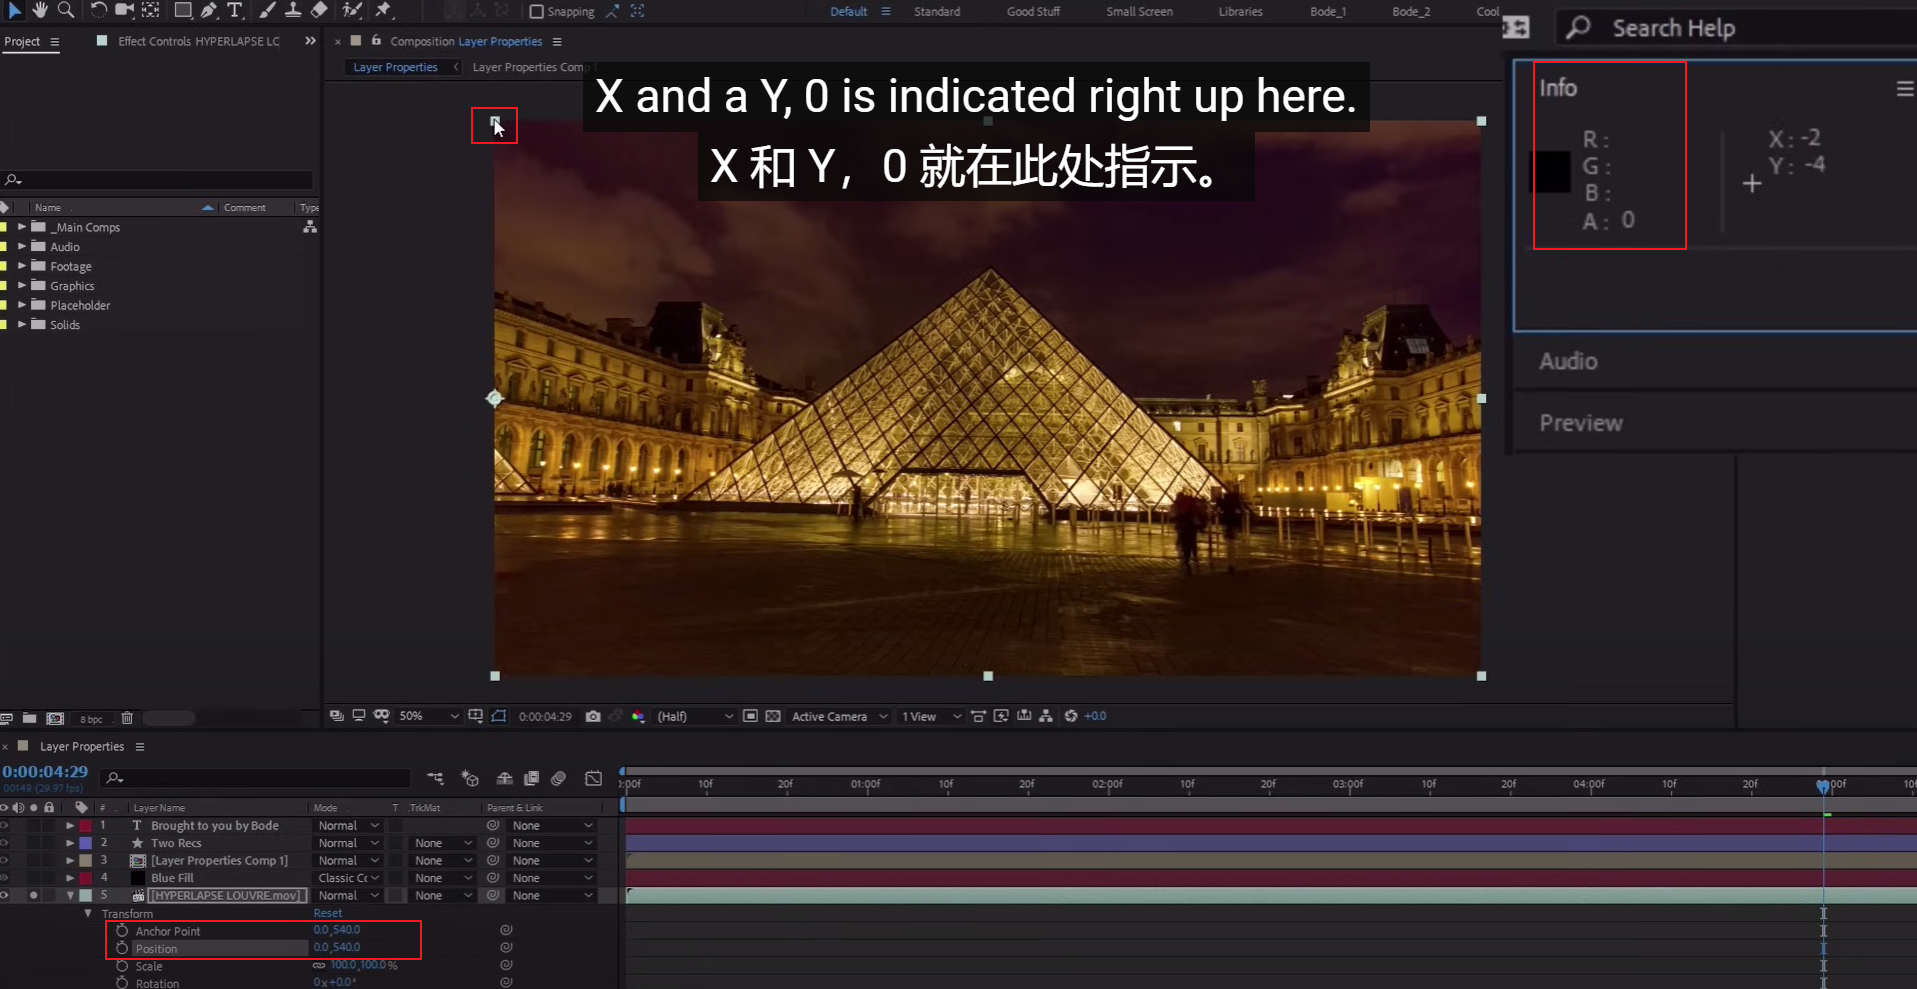 Snapping
Default
Standard
Good Stuff
Small Screen
Libraries
Bode_1
Bode_2
Cool
Search Help
Project
Effect Controls HYPERLAPSE LC
Composition Layer Properties
Layer Properties
Layer Properties Comp 1
X and a Y, 0 is indicated right up here.
X 和 Y，0 就在此处指示。
Info
R :
G :
B :
A : 0
X : -2
Y : -4
Audio
Preview
Name
Comment
Type
_Main Comps
Audio
Footage
Graphics
Placeholder
Solids
8 bpc
50%
0:00:04:29
(Half)
Active Camera
1 View
+0.0
Layer Properties
0:00:04:29
00149 (29.97 fps)
:00f
10f
20f
01:00f
10f
20f
02:00f
10f
20f
03:00f
10f
20f
04:00f
10f
20f
00f
10f
# Layer Name Mode T .TrkMat Parent & Link
1 T Brought to you by Bode Normal None
2 Two Recs Normal None None
3 [Layer Properties Comp 1] Normal None None
4 Blue Fill Classic Cc None None
5 [HYPERLAPSE LOUVRE.mov] Normal None None
Transform Reset
Anchor Point 0.0,540.0
Position 0.0,540.0
Scale 100.0,100.0%
Rotation 0x+0.0°